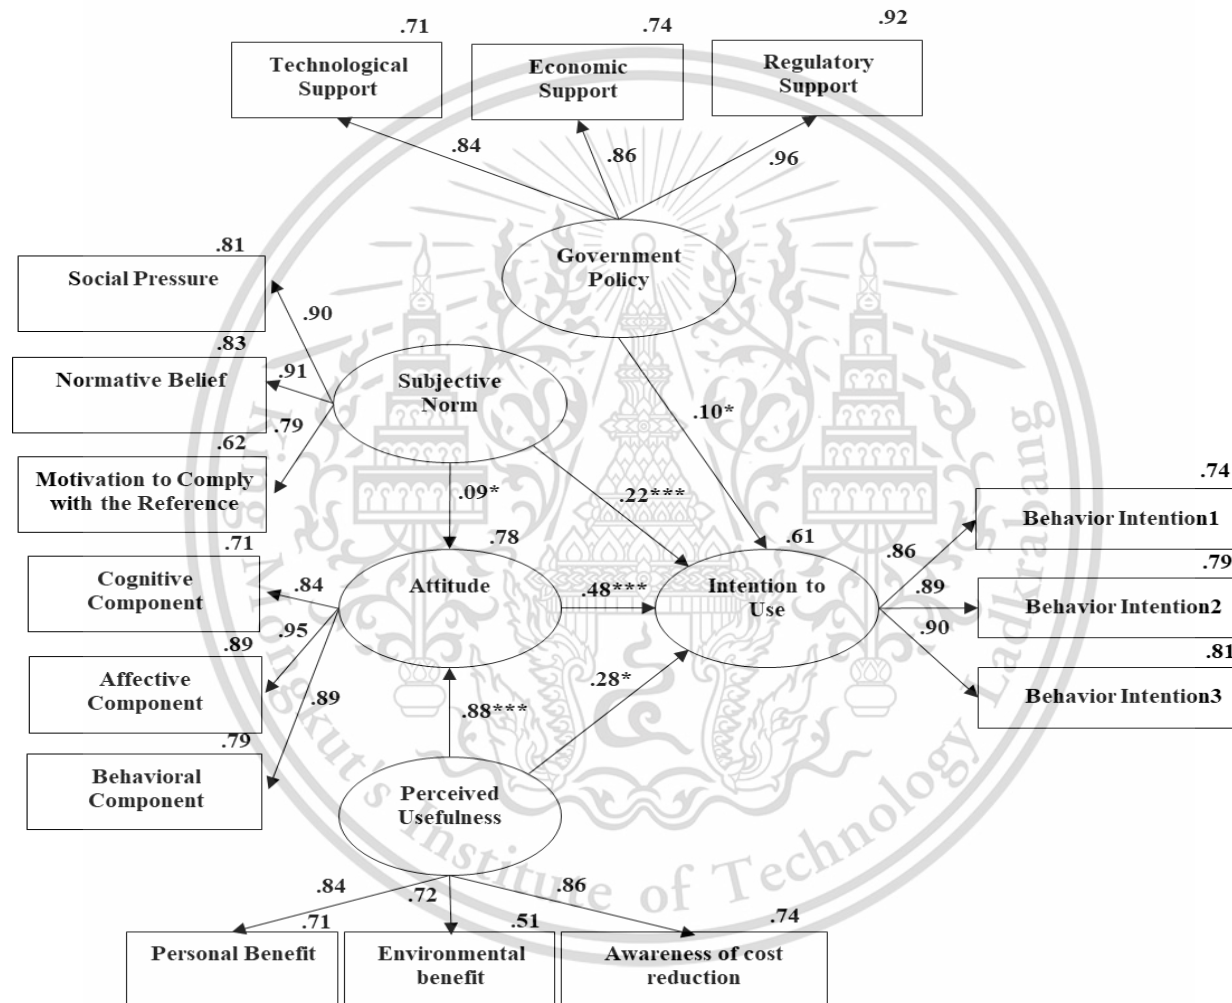 .71
.74
.92
Technological
Support
Economic
Support
Regulatory
Support
.84
.86
.96
Government
Policy
.81
Social Pressure
.90
.83
Normative Belief
.91
Subjective
Norm
.79
.62
Motivation to Comply
with the Reference
.10*
.09*
.22***
.71
Cognitive
Component
.84
.78
Attitude
.48***
.61
Intention to
Use
.74
Behavior Intention1
.86
.79
Behavior Intention2
.89
.90
.81
Behavior Intention3
.95
.89
Affective
Component
.89
.79
Behavioral
Component
.88***
.28*
Perceived
Usefulness
.84
.72
.86
.71
.51
.74
Personal Benefit
Environmental
benefit
Awareness of cost
reduction
King Mongkut's Institute of Technology Ladkrabang